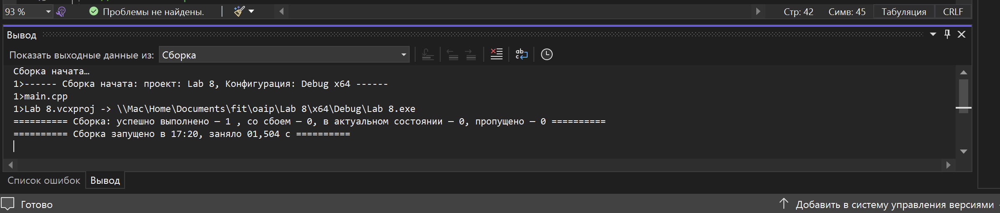 93 %
Проблемы не найдены.
Стр: 42
Симв: 45
Табуляция
CRLF
Вывод
Показать выходные данные из:
Сборка
Сборка начата…
1>------ Сборка начата: проект: Lab 8, Конфигурация: Debug x64 ------
1>main.cpp
1>Lab 8.vcxproj -> \\Mac\Home\Documents\fit\oaip\Lab 8\x64\Debug\Lab 8.exe
========== Сборка: успешно выполнено — 1 , со сбоем — 0, в актуальном состоянии — 0, пропущено — 0 ==========
========== Сборка запущено в 17:20, заняло 01,504 с ==========
Список ошибок
Вывод
Готово
Добавить в систему управления версиями